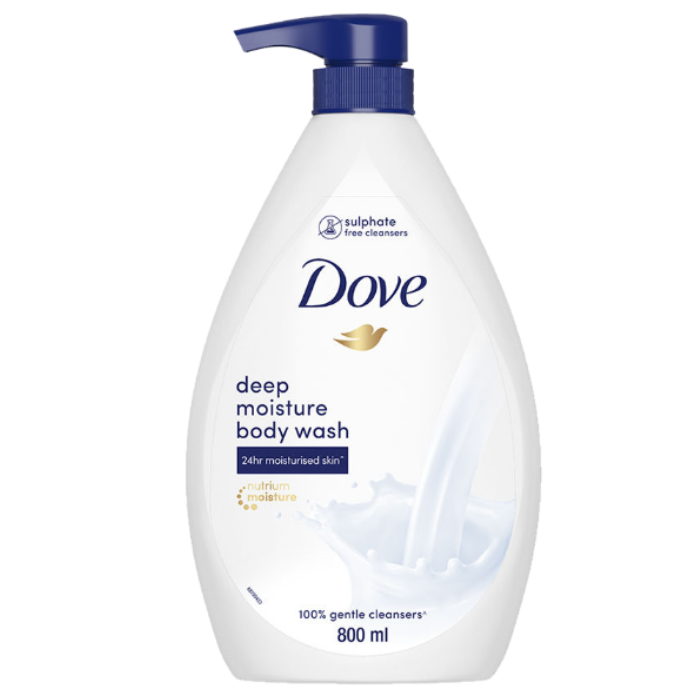 sulphate
free cleansers
Dove
deep
moisture
body wash
24hr moisturised skin~
nutrium
moisture
100% gentle cleansers^
800 ml